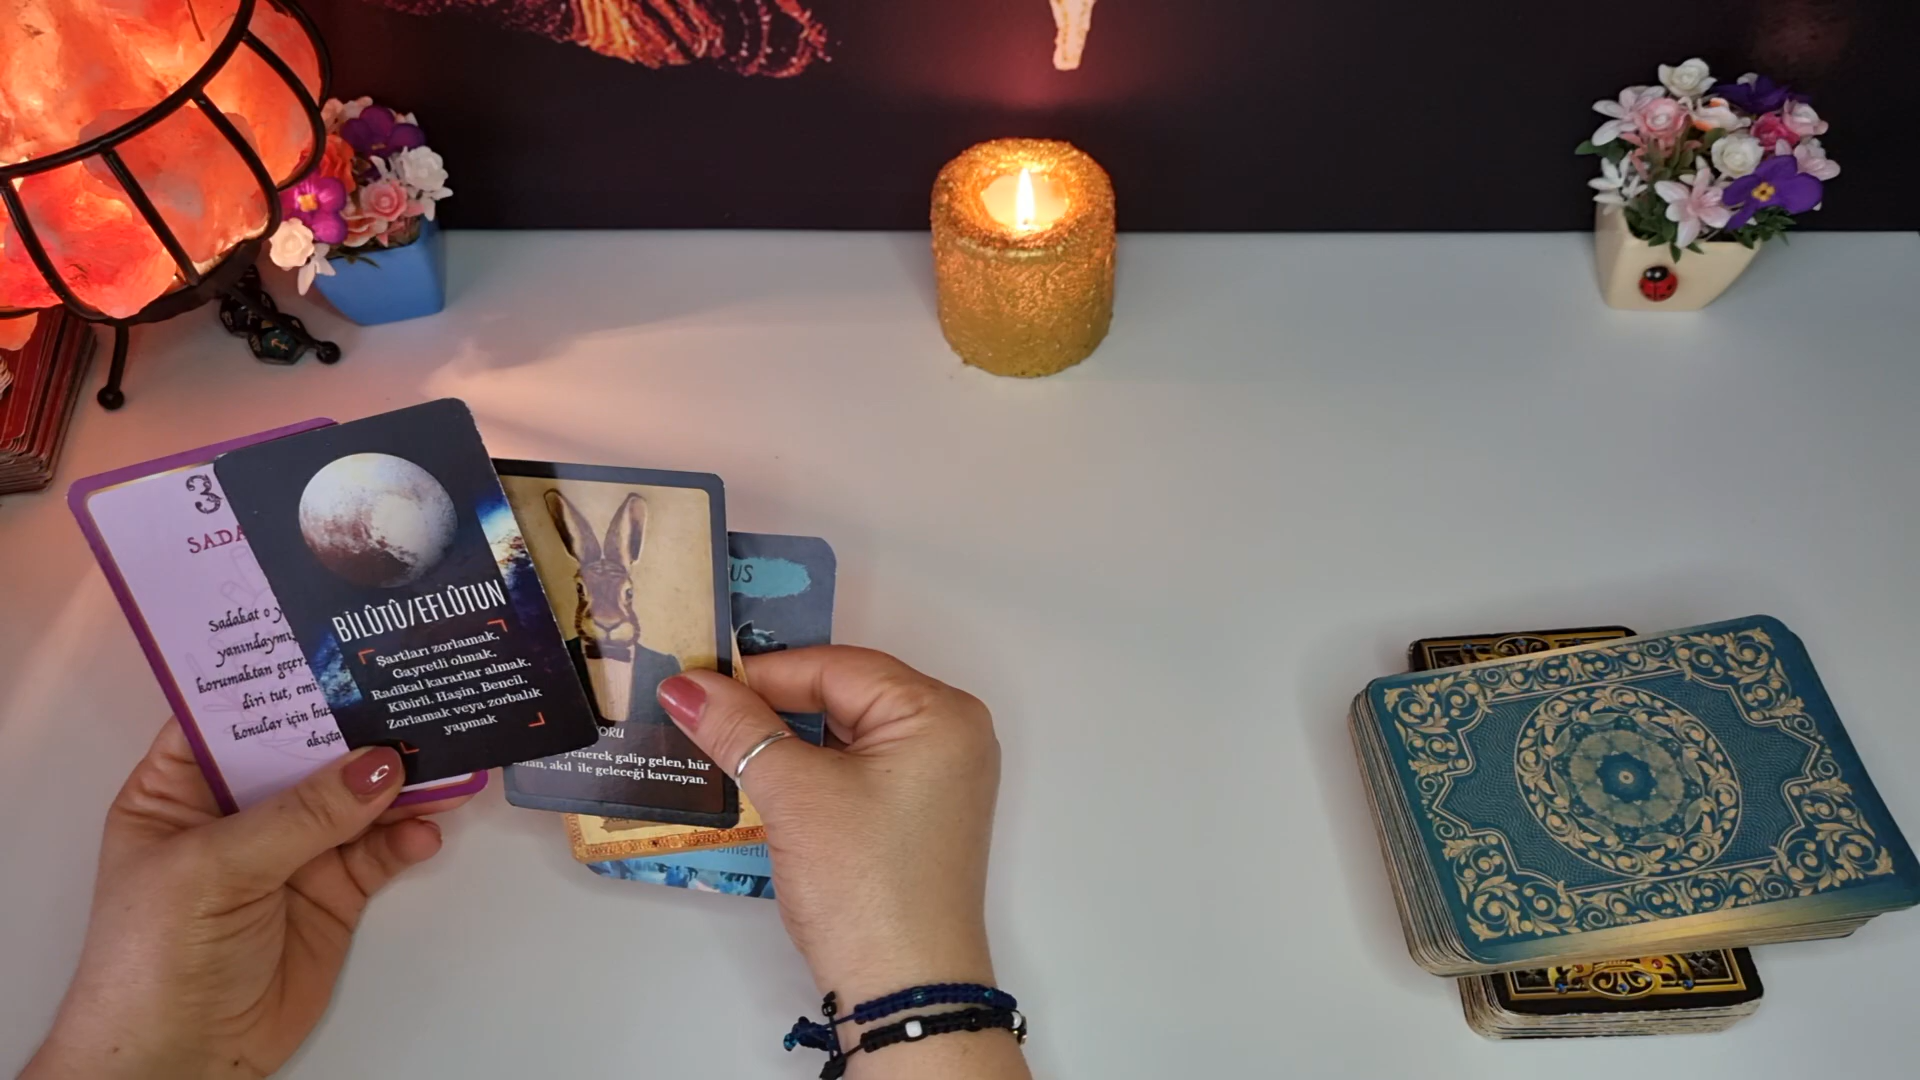 3
SADA
Sadakat o
yanındaymı
korumaktan geçer
diri tut,
konular için
akışta
BİLÛTÛ/EFLÛTUN
Şartları zorlamak,
Gayretli olmak,
Radikal kararlar almak,
Kibirli, Haşin, Bencil,
Zorlamak veya zorbalık
yapmak
ORU
yenerek galip gelen, hür
olan, akıl ile geleceği kavrayan.
US